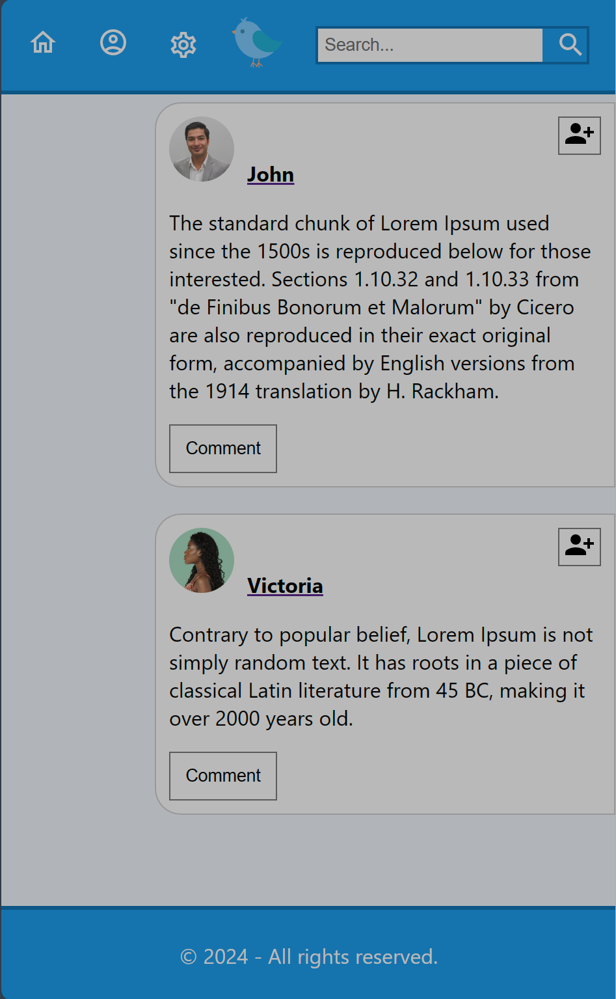 Search...
John
The standard chunk of Lorem Ipsum used
since the 1500s is reproduced below for those
interested. Sections 1.10.32 and 1.10.33 from
"de Finibus Bonorum et Malorum" by Cicero
are also reproduced in their exact original
form, accompanied by English versions from
the 1914 translation by H. Rackham.
Comment
Victoria
Contrary to popular belief, Lorem Ipsum is not
simply random text. It has roots in a piece of
classical Latin literature from 45 BC, making it
over 2000 years old.
Comment
© 2024 - All rights reserved.